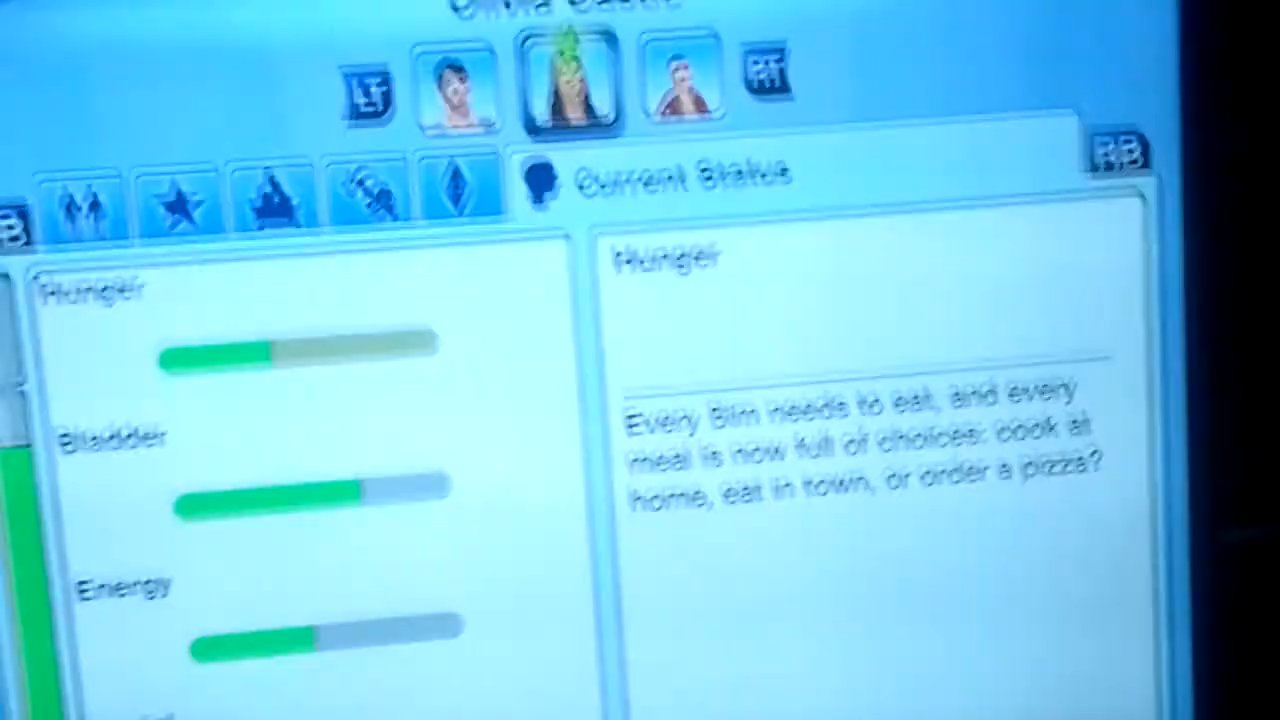 LT
RT
RB
B
Current Status
Hunger
Hunger
Every Sim needs to eat, and every
meal is now full of choices: cook at
home, eat in town, or order a pizza?
Bladder
Energy